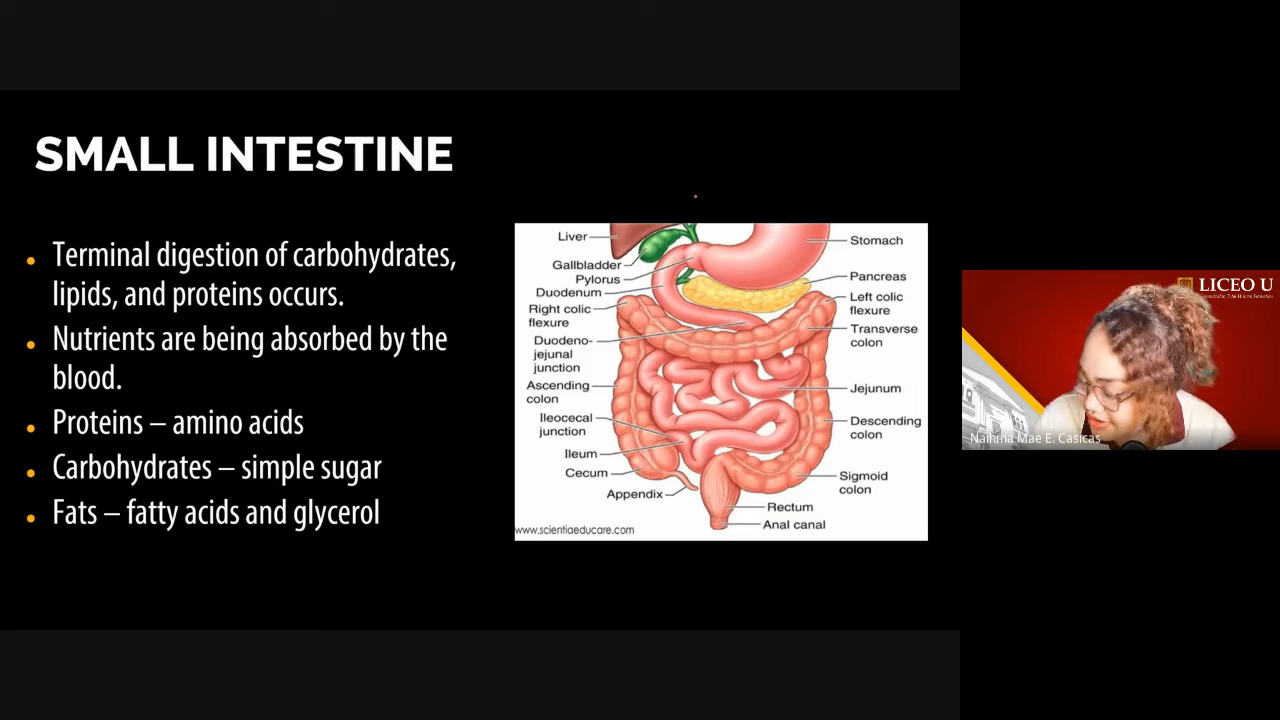 SMALL INTESTINE
Terminal digestion of carbohydrates,
lipids, and proteins occurs.
Nutrients are being absorbed by the
blood.
Proteins – amino acids
Carbohydrates – simple sugar
Fats – fatty acids and glycerol
Liver
Gallbladder
Pylorus
Duodenum
Right colic
flexure
Duodeno-
jejunal
junction
Ascending
colon
Ileocecal
junction
Ileum
Cecum
Appendix
Stomach
Pancreas
Left colic
flexure
Transverse
colon
Jejunum
Descending
colon
Sigmoid
colon
Rectum
Anal canal
www.scientiaeducare.com
LICEO U
Naihma Mae E. Casicas